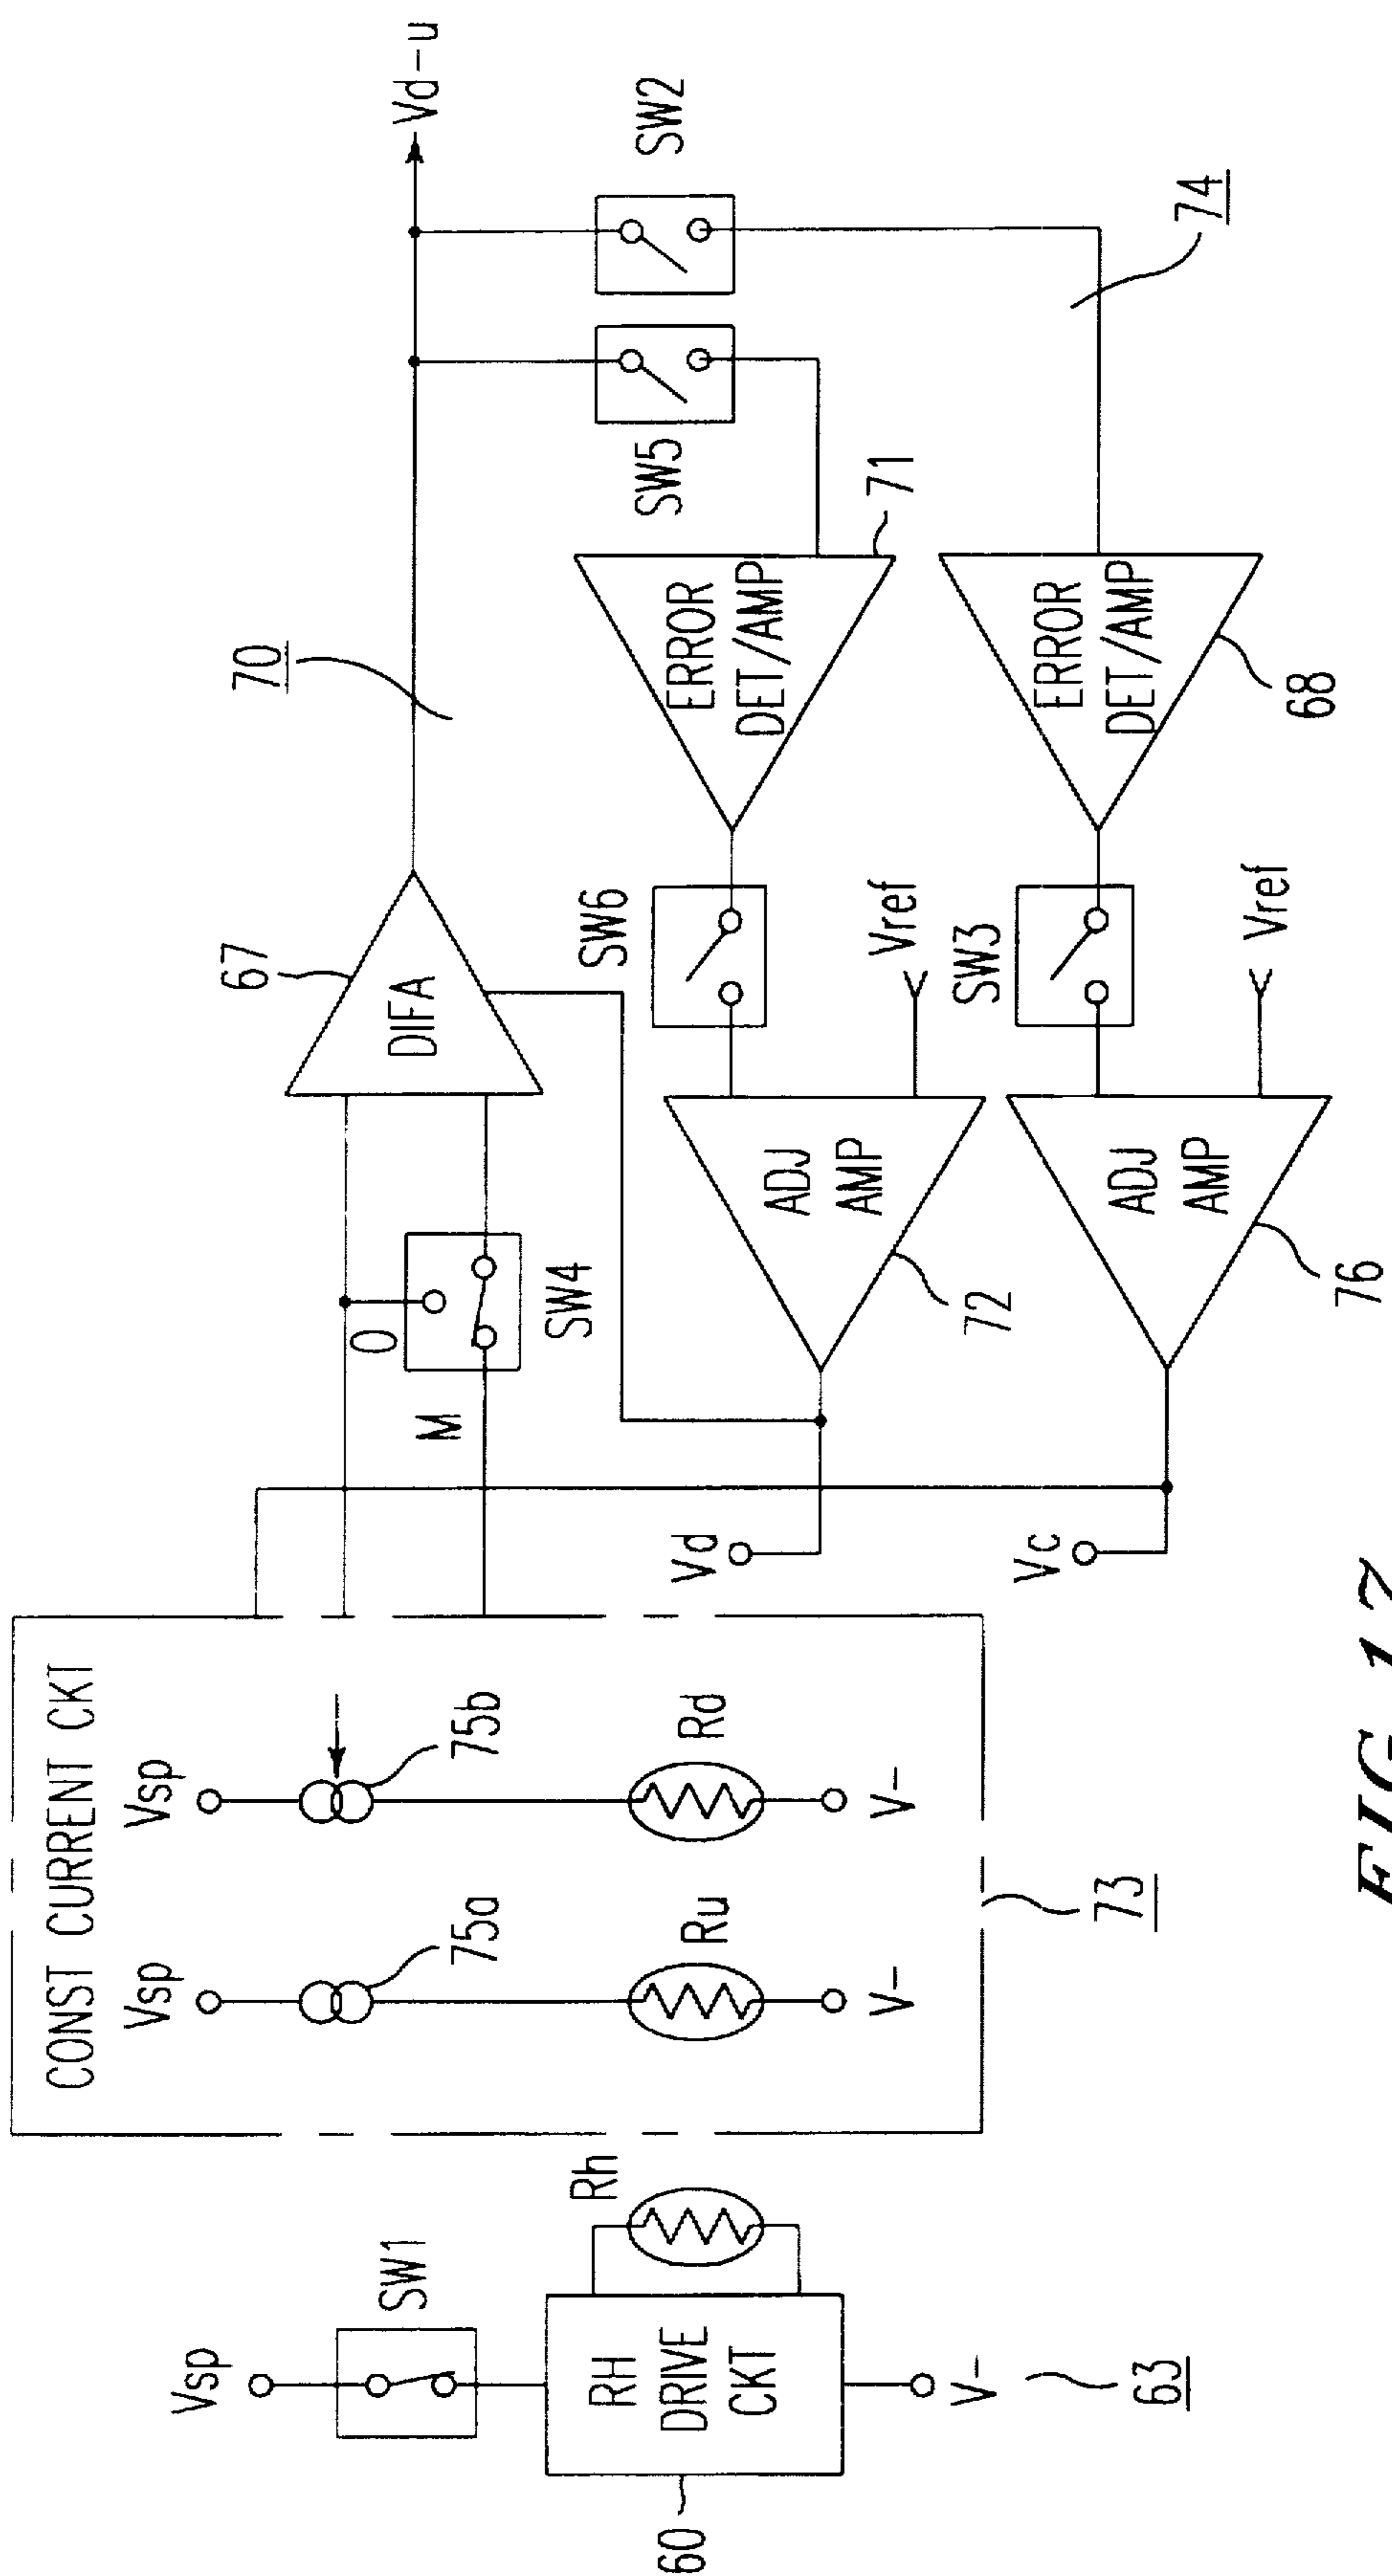 Vd-u
SW2
74
SW5
70
67
DIFA
ERROR
DET/AMP
71
ERROR
DET/AMP
68
SW6
Vref
SW3
Vref
O
M
SW4
ADJ
AMP
72
ADJ
AMP
76
Vd
Vc
CONST CURRENT CKT
Vsp
75a
Ru
V-
Vsp
75b
Rd
V-
73
Vsp
SW1
RH
DRIVE
CKT
Rh
60
V-
63
FIG. 17